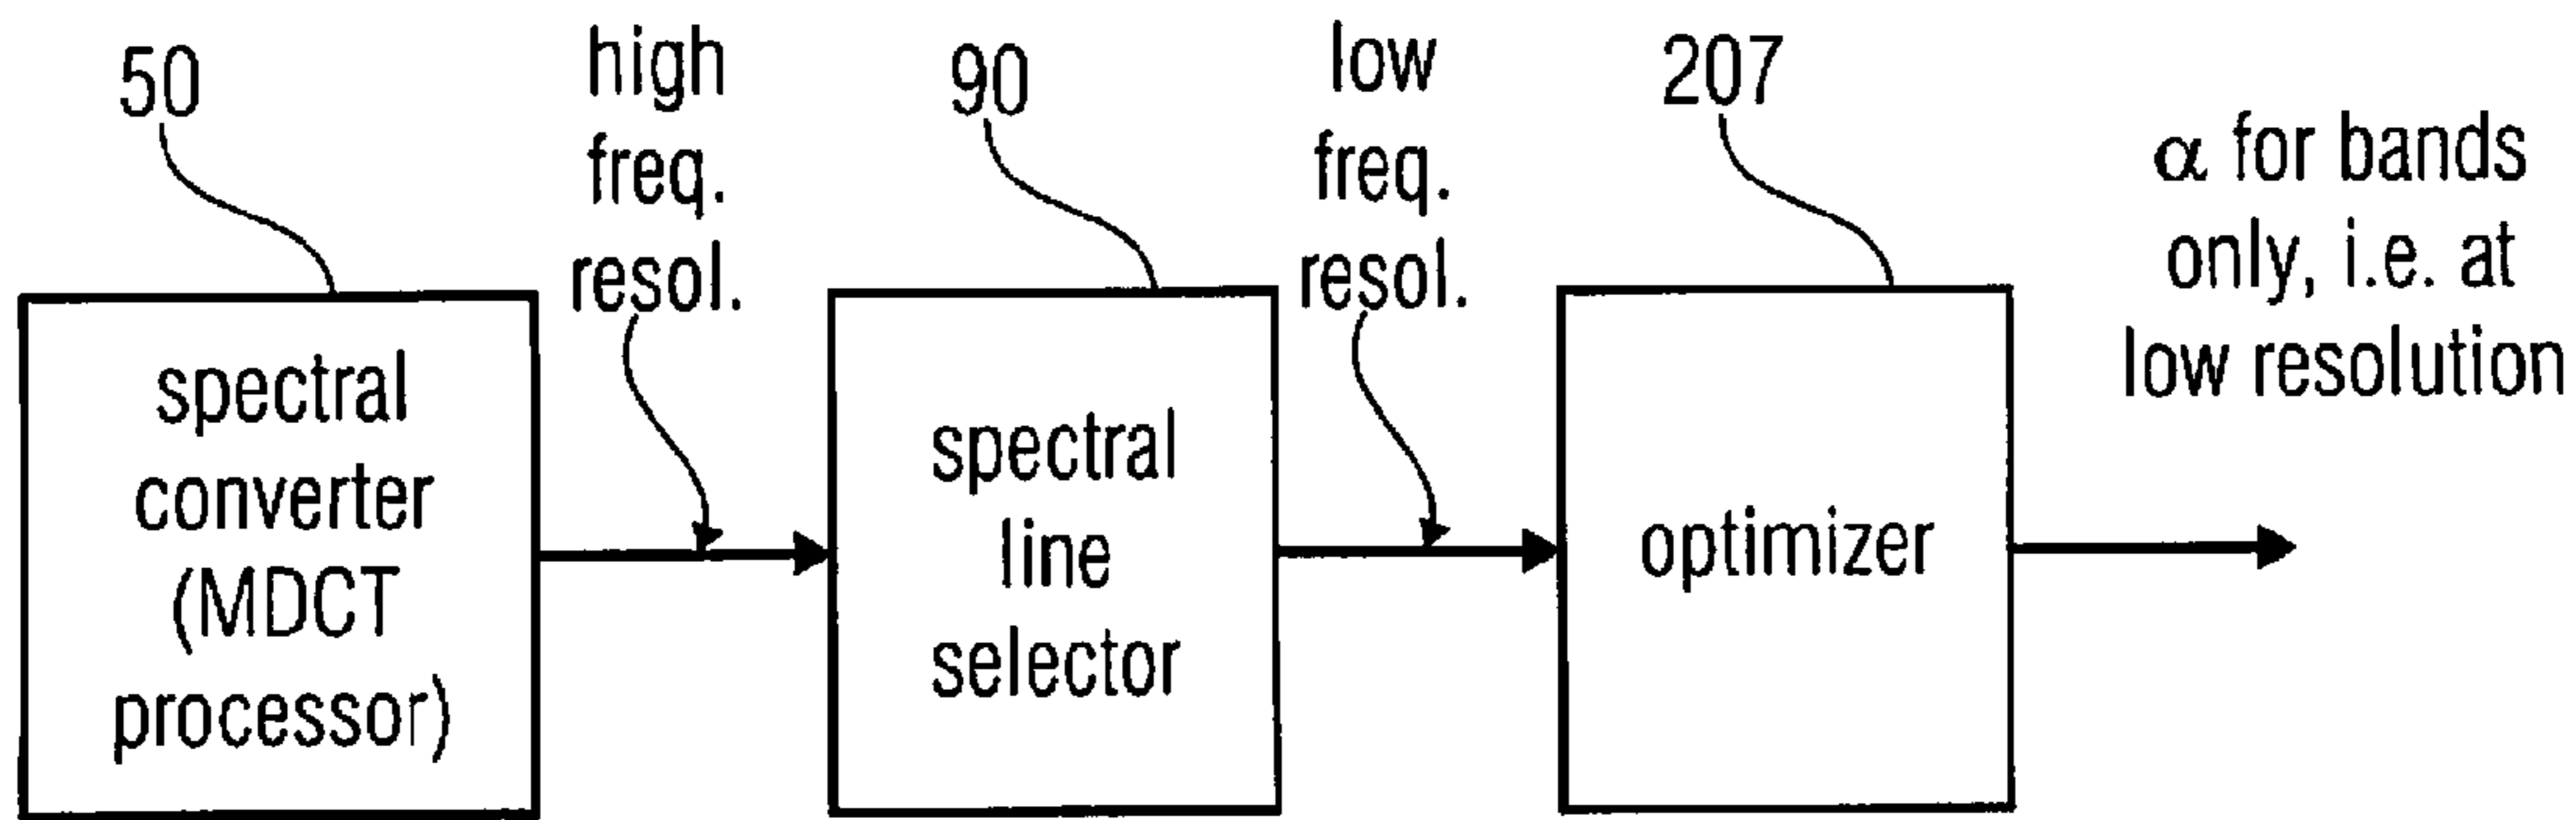 50
high
freq.
resol.
90
low
freq.
resol.
207
α for bands
only, i.e. at
low resolution
spectral
converter
(MDCT
processor)
spectral
line
selector
optimizer